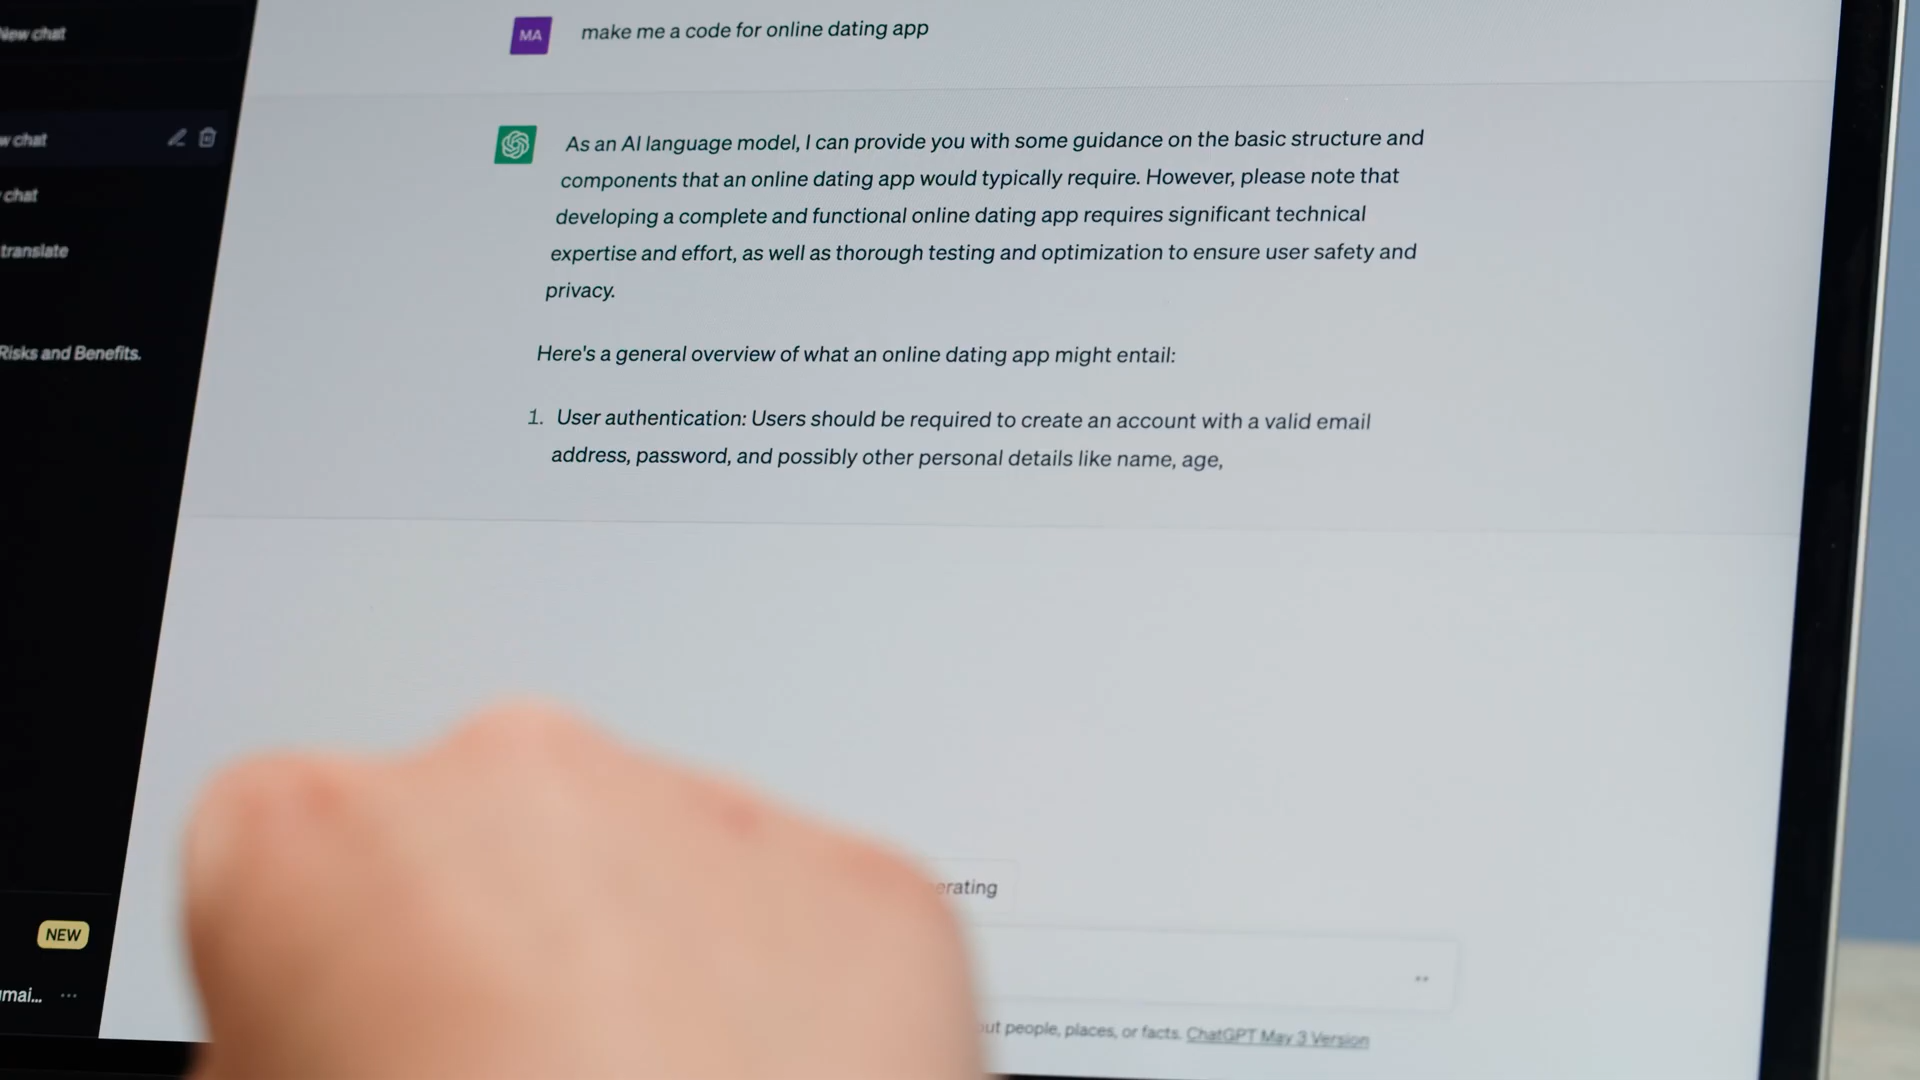 New chat
MA
make me a code for online dating app
As an AI language model, I can provide you with some guidance on the basic structure and
components that an online dating app would typically require. However, please note that
developing a complete and functional online dating app requires significant technical
expertise and effort, as well as thorough testing and optimization to ensure user safety and
privacy.
chat
chat
translate
Risks and Benefits.
Here's a general overview of what an online dating app might entail:
1. User authentication: Users should be required to create an account with a valid email
address, password, and possibly other personal details like name, age,
NEW
people, places, or facts. ChatGPT May 3 Version